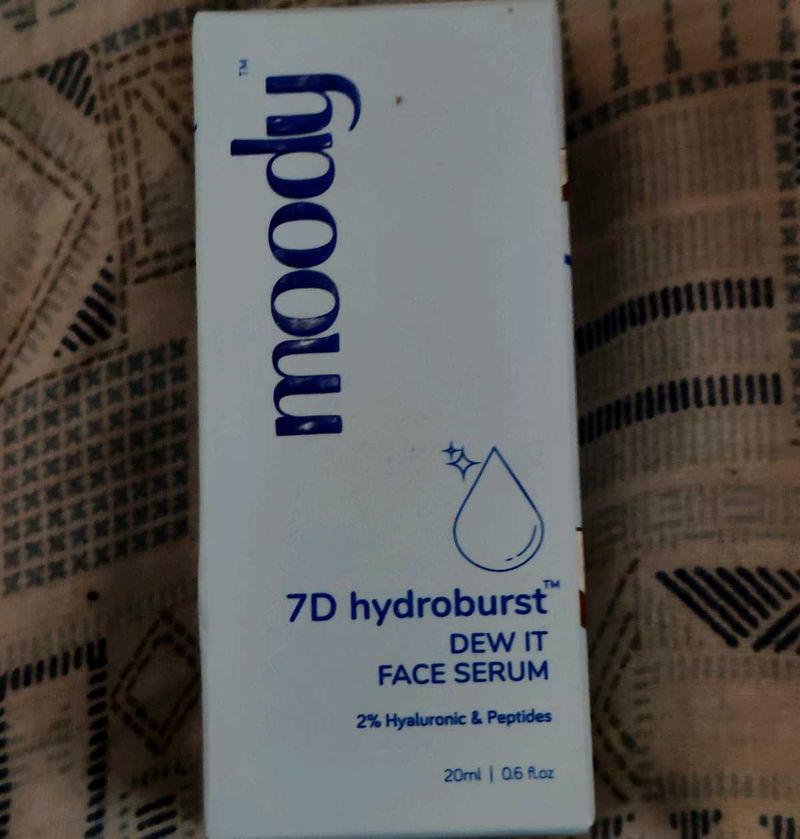 moody™
7D hydroburst™
DEW IT
FACE SERUM
2% Hyaluronic & Peptides
20ml | 0.6 fl.oz